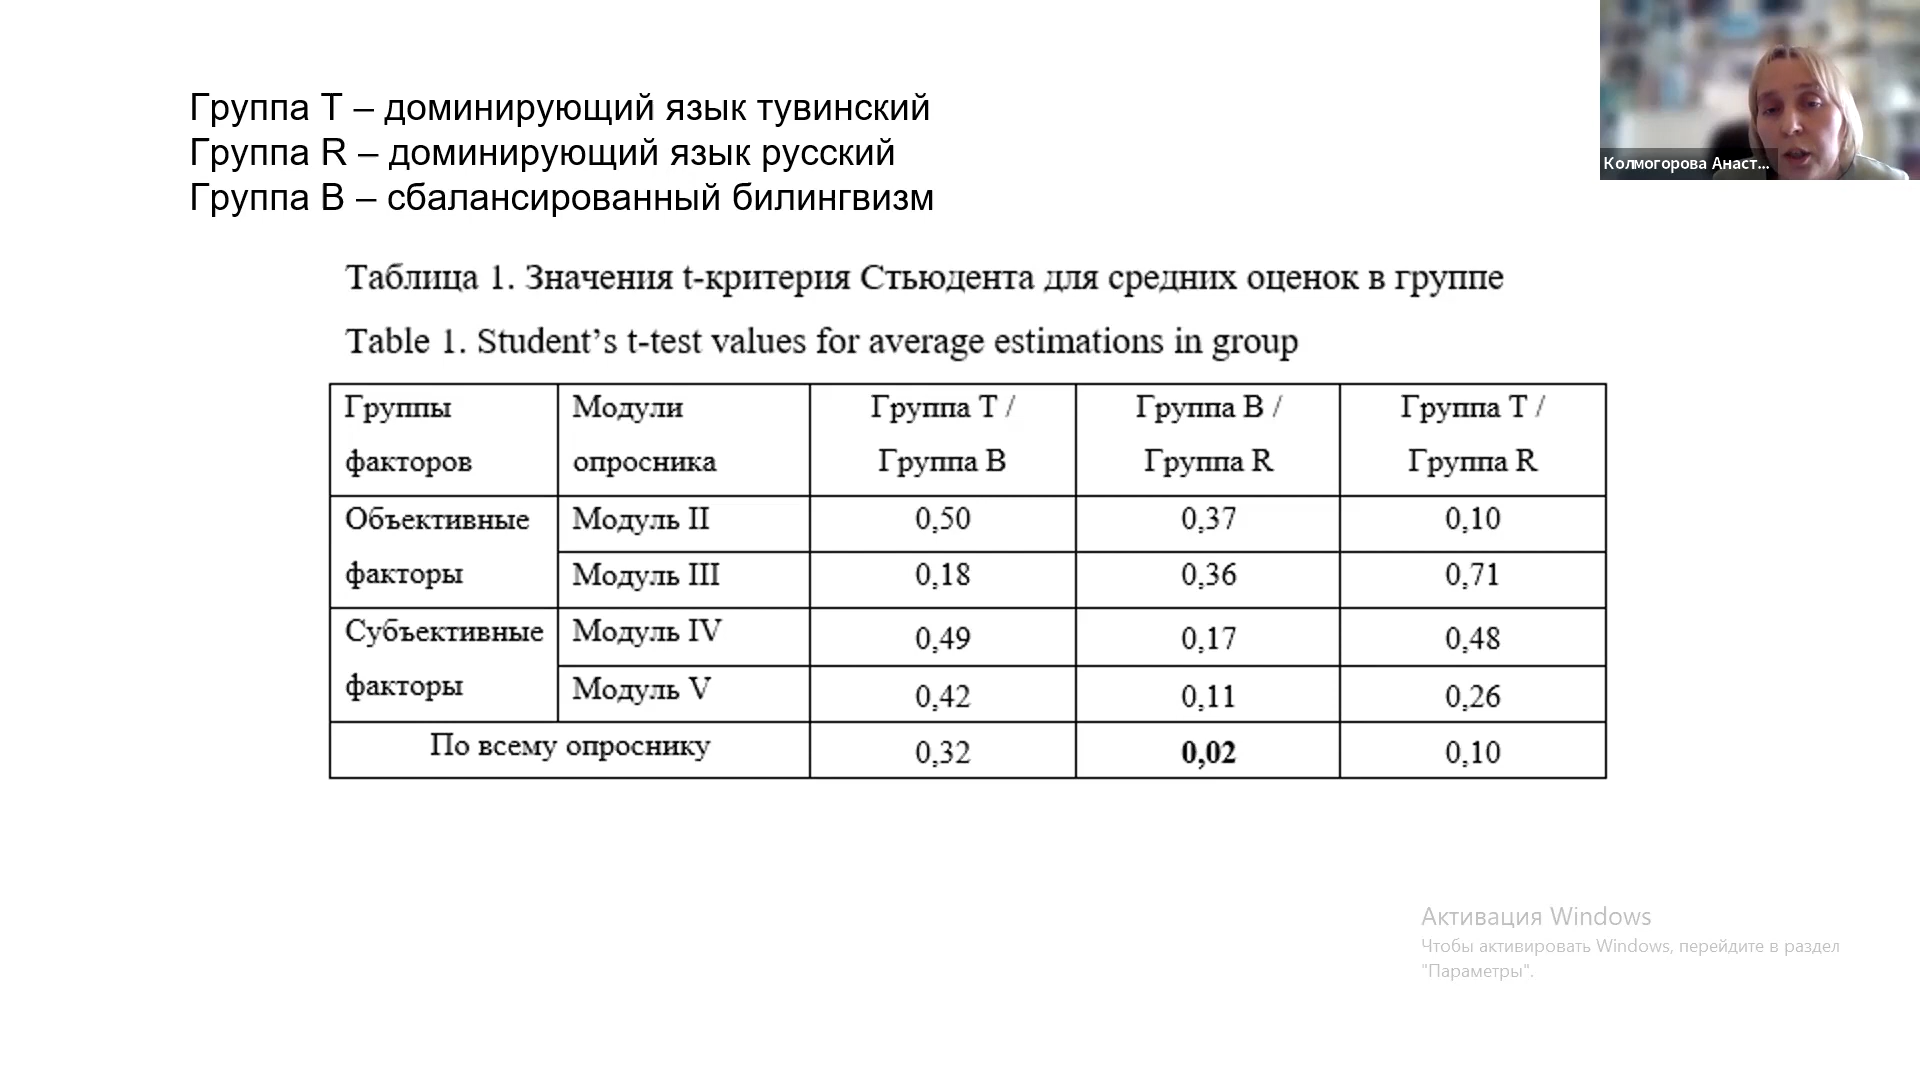 Группа Т – доминирующий язык тувинский
Группа R – доминирующий язык русский
Группа В – сбалансированный билингвизм
Колмогорова Анаст...
Таблица 1. Значения t-критерия Стьюдента для средних оценок в группе
Table 1. Student’s t-test values for average estimations in group
Группы факторов Модули опросника Группа Т / Группа В Группа В / Группа R Группа Т / Группа R
Объективные факторы Модуль II 0,50 0,37 0,10
Модуль III 0,18 0,36 0,71
Субъективные факторы Модуль IV 0,49 0,17 0,48
Модуль V 0,42 0,11 0,26
По всему опроснику 0,32 0,02 0,10
Активация Windows
Чтобы активировать Windows, перейдите в раздел
"Параметры".